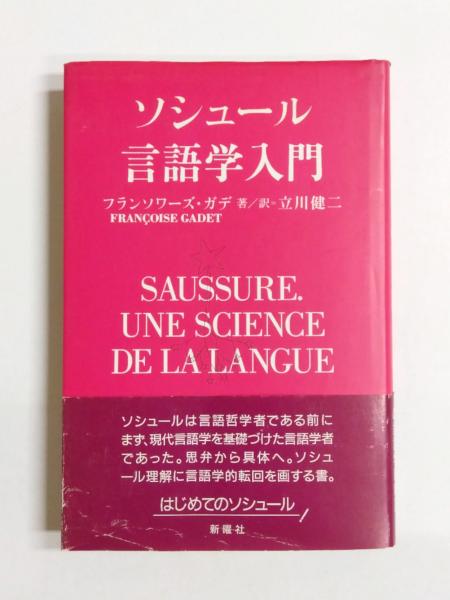 ソシュール
言語学入門
フランソワーズ・ガデ 著/訳=立川健二
FRANÇOISE GADET
SAUSSURE.
UNE SCIENCE
DE LA LANGUE
ソシュールは言語哲学者である前に
まず、現代言語学を基礎づけた言語学者
であった。思弁から具体へ。ソシュ
ール理解に言語学的転回を画する書。
はじめてのソシュール
新曜社